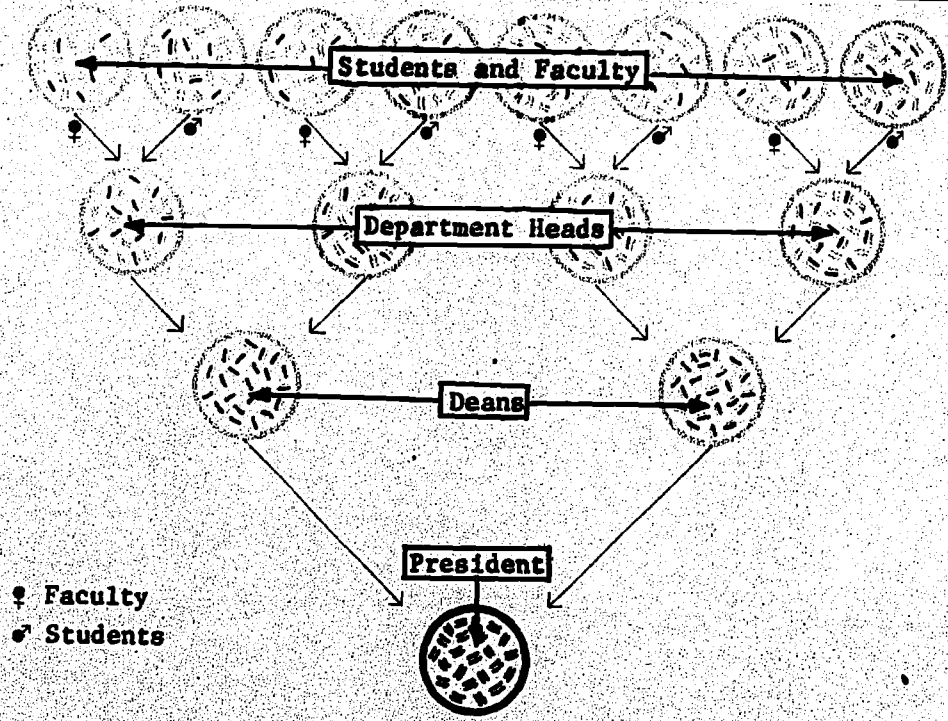 Students and Faculty
♀ ♂ ♀ ♂ ♀ ♂ ♀ ♂
Department Heads
Deans
President
♀ Faculty
♂ Students